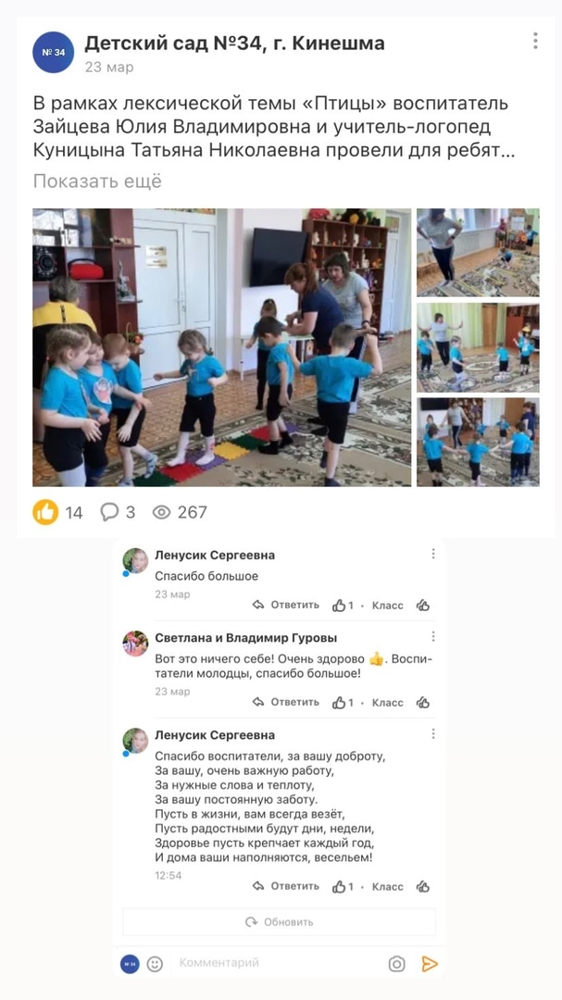 № 34
Детский сад №34, г. Кинешма
23 мар
В рамках лексической темы «Птицы» воспитатель
Зайцева Юлия Владимировна и учитель-логопед
Куницына Татьяна Николаевна провели для ребят...
Показать ещё
14 3 267
Ленусик Сергеевна
Спасибо большое
23 мар
Ответить 1 · Класс
Светлана и Владимир Гуровы
Вот это ничего себе! Очень здорово 👍. Воспи-
татели молодцы, спасибо большое!
23 мар
Ответить 1 · Класс
Ленусик Сергеевна
Спасибо воспитатели, за вашу доброту,
За вашу, очень важную работу,
За нужные слова и теплоту,
За вашу постоянную заботу.
Пусть в жизни, вам всегда везёт,
Пусть радостными будут дни, недели,
Здоровье пусть крепчает каждый год,
И дома ваши наполняются, весельем!
12:54
Ответить 1 · Класс
Обновить
№ 34 Комментарий